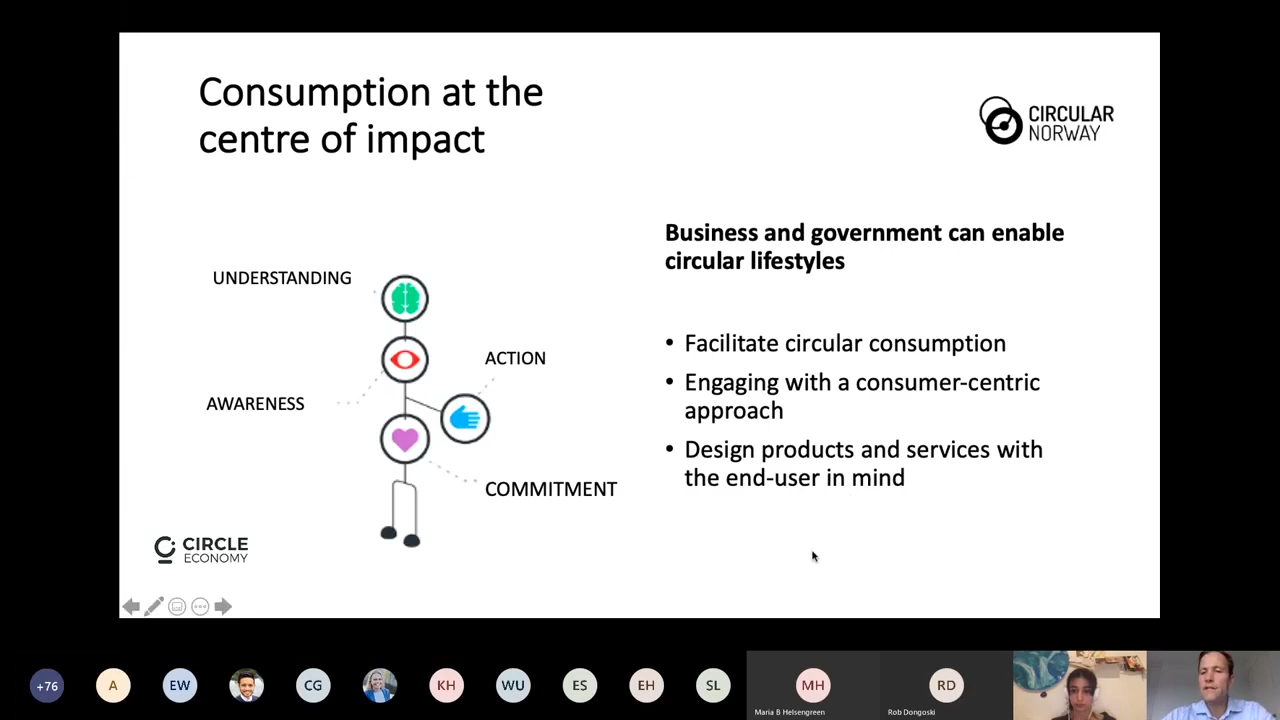 Consumption at the
centre of impact
CIRCULAR
NORWAY
Business and government can enable
circular lifestyles
UNDERSTANDING
ACTION
AWARENESS
COMMITMENT
• Facilitate circular consumption
• Engaging with a consumer-centric
approach
• Design products and services with
the end-user in mind
CIRCLE
ECONOMY
+76
A
EW
CG
KH
WU
ES
EH
SL
MH
Maria B Helsengreen
RD
Rob Dongoski